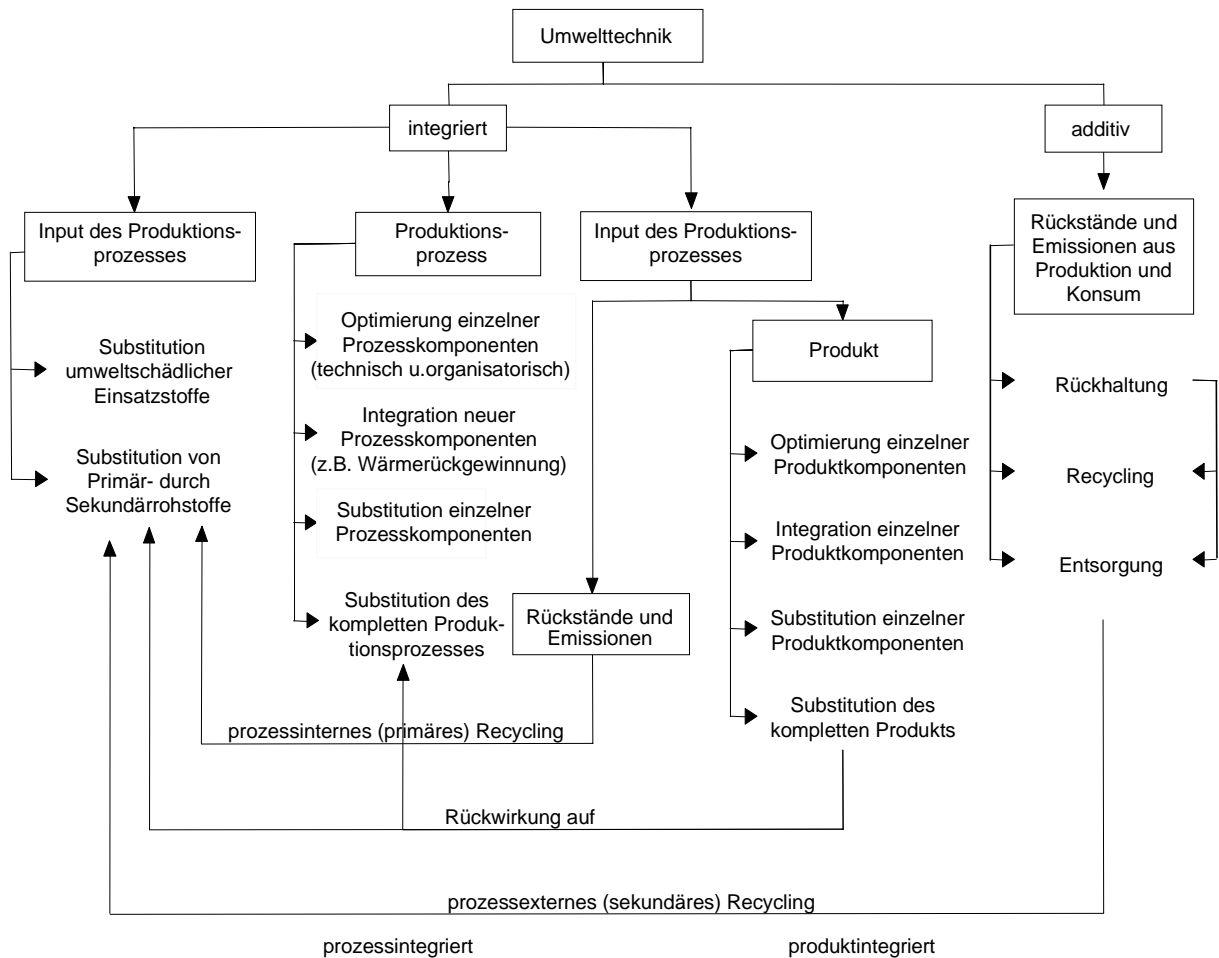 Umwelttechnik
integriert
additiv
Input des Produktions-
prozesses
Produktions-
prozess
Input des Produktions-
prozesses
Rückstände und
Emissionen aus
Produktion und
Konsum
Substitution
umweltschädlicher
Einsatzstoffe
Substitution von
Primär- durch
Sekundärrohstoffe
Optimierung einzelner
Prozesskomponenten
(technisch u.organisatorisch)
Integration neuer
Prozesskomponenten
(z.B. Wärmerückgewinnung)
Substitution einzelner
Prozesskomponenten
Substitution des
kompletten Produk-
tionsprozesses
Rückstände und
Emissionen
Produkt
Optimierung einzelner
Produktkomponenten
Integration einzelner
Produktkomponenten
Substitution einzelner
Produktkomponenten
Substitution des
kompletten Produkts
Rückhaltung
Recycling
Entsorgung
prozessinternes (primäres) Recycling
Rückwirkung auf
prozessexternes (sekundäres) Recycling
prozessintegriert
produktintegriert